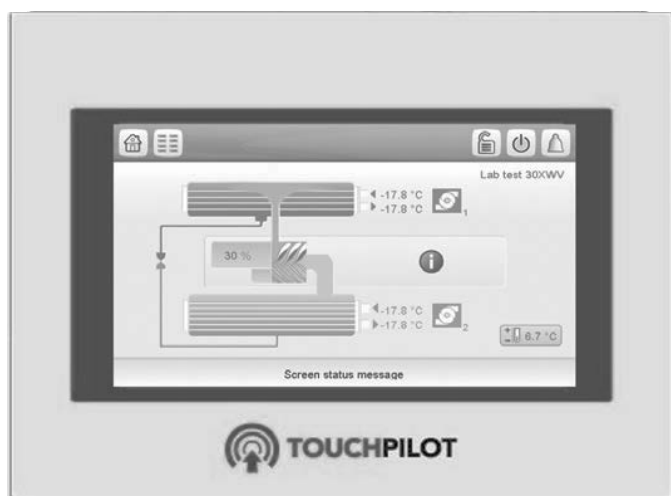 Lab test 30XWV
-17.8 °C
-17.8 °C
1
30 %
i
-17.8 °C
-17.8 °C
2
6.7 °C
Screen status message
TOUCHPILOT